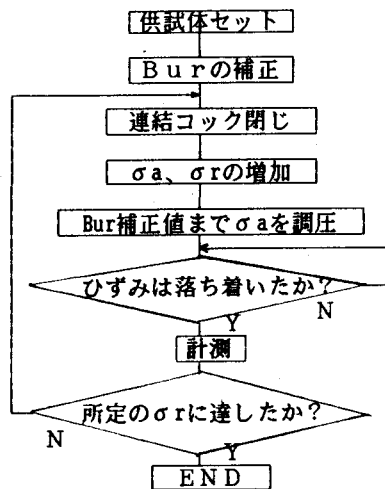 供試体セット
Ｂｕｒの補正
連結コック閉じ
σa、σrの増加
Bur補正値までσaを調圧
ひずみは落ち着いたか？
N
Y
計測
所定のσrに達したか？
N
Y
ＥＮＤ